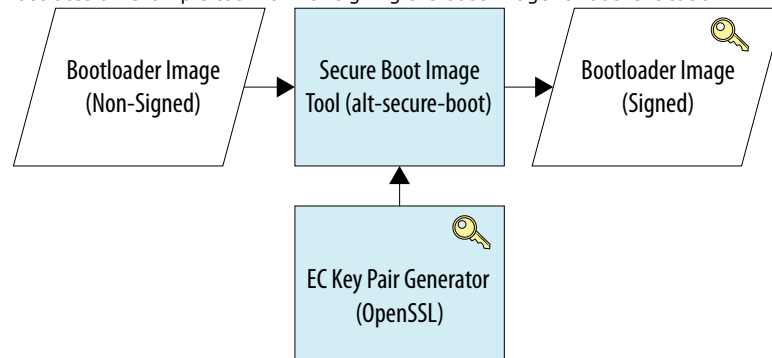 Bootloader Image
(Non-Signed)
Secure Boot Image
Tool (alt-secure-boot)
Bootloader Image
(Signed)
EC Key Pair Generator
(OpenSSL)